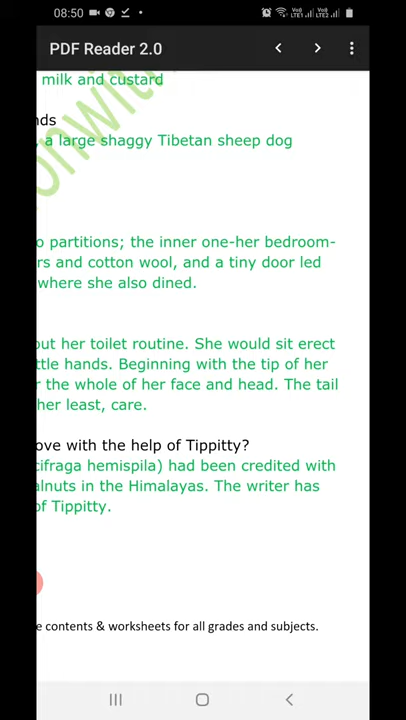 08:50
Vo)) LTE1 Vo)) LTE2
PDF Reader 2.0
milk and custard
nds
, a large shaggy Tibetan sheep dog
o partitions; the inner one-her bedroom-
rs and cotton wool, and a tiny door led
where she also dined.
out her toilet routine. She would sit erect
ttle hands. Beginning with the tip of her
r the whole of her face and head. The tail
her least, care.
ove with the help of Tippitty?
cifraga hemispila) had been credited with
alnuts in the Himalayas. The writer has
of Tippitty.
e contents & worksheets for all grades and subjects.